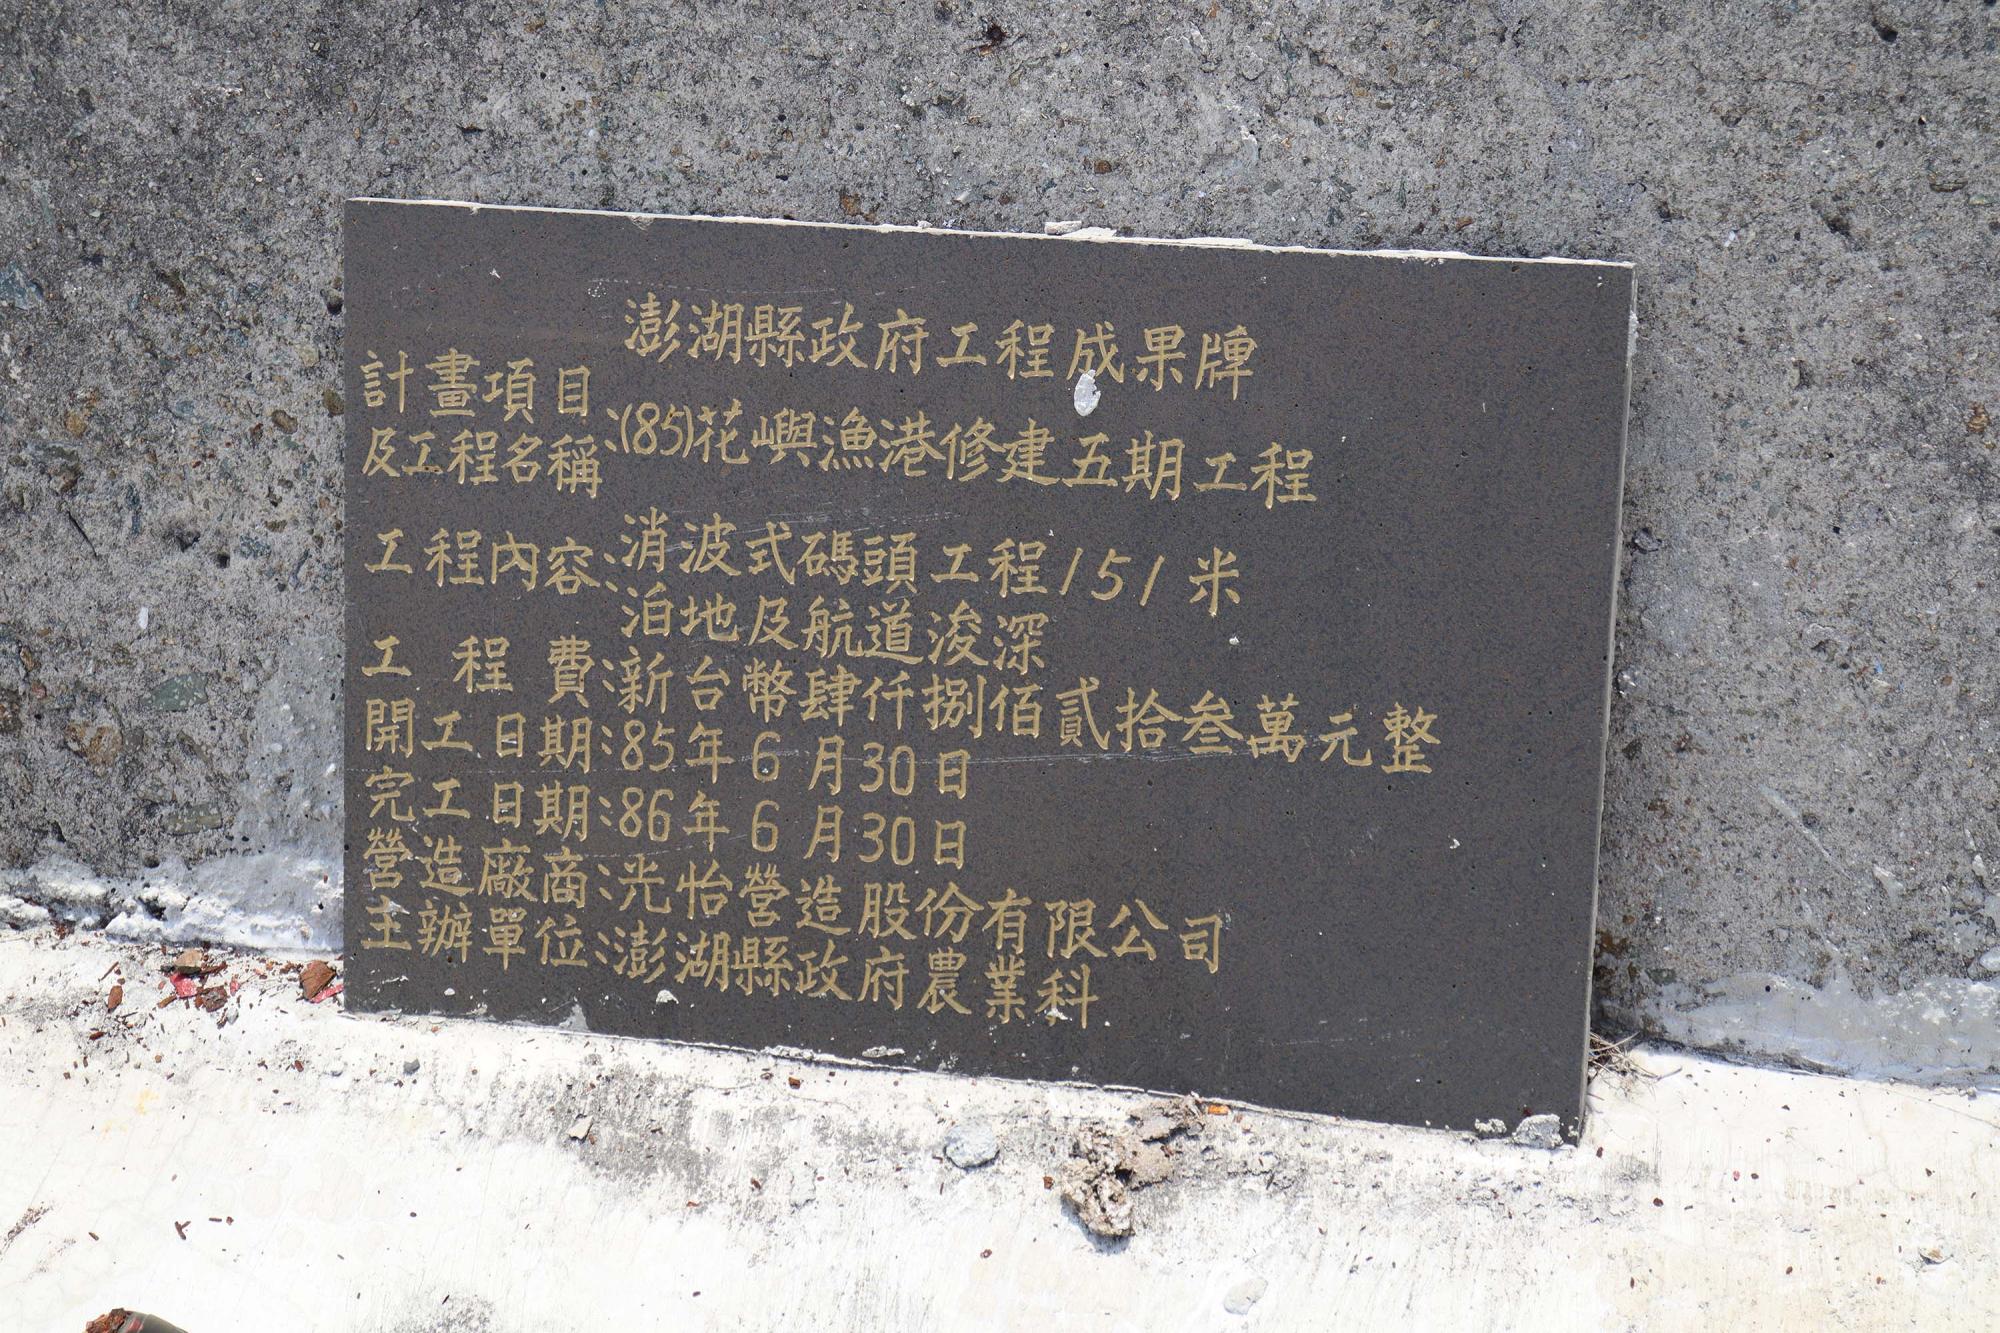 澎湖縣政府工程成果牌
計畫項目
及工程名稱:(85)花嶼漁港修建五期工程
工程內容:消波式碼頭工程151米
泊地及航道浚深
工程費:新台幣肆仟捌佰貳拾叁萬元整
開工日期:85年6月30日
完工日期:86年6月30日
營造廠商:光怡營造股份有限公司
主辦單位:澎湖縣政府農業科